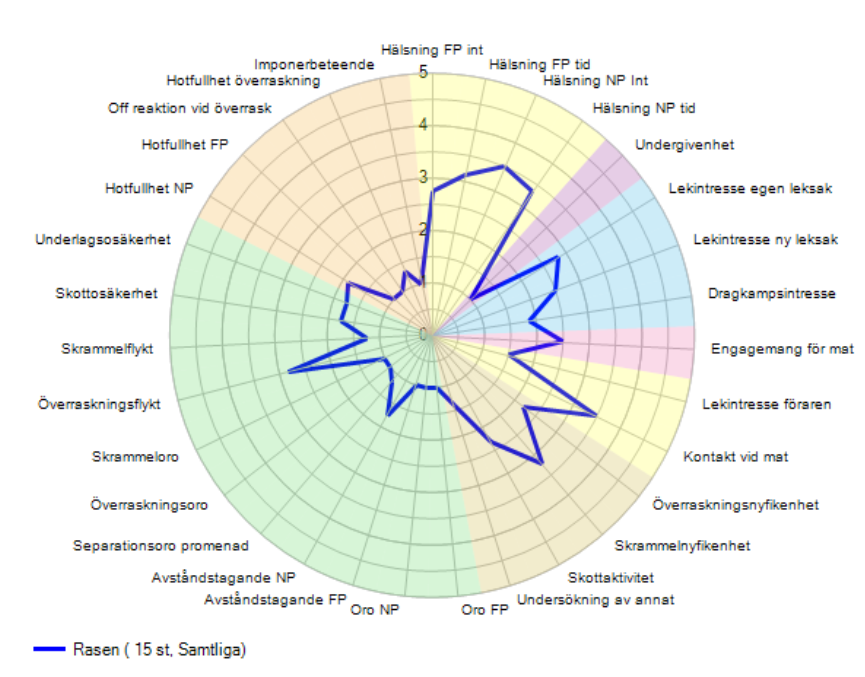 Hälsning FP int
Hälsning FP tid
Hälsning NP Int
Hälsning NP tid
Undergivenhet
Lekintresse egen leksak
Lekintresse ny leksak
Dragkampsintresse
Engagemang för mat
Lekintresse föraren
Kontakt vid mat
Överraskningsnyfikenhet
Skrammelnyfikenhet
Skottaktivitet
Undersökning av annat
Oro FP
Oro NP
Avståndstagande FP
Avståndstagande NP
Separationsoro promenad
Överraskningsoro
Skrammeloro
Överraskningsflykt
Skrammelflykt
Skottosäkerhet
Underlagsosäkerhet
Hotfullhet NP
Hotfullhet FP
Off reaktion vid överrask
Hotfullhet överraskning
Imponerbeteende
5
4
3
2
1
0
Rasen ( 15 st, Samtliga)